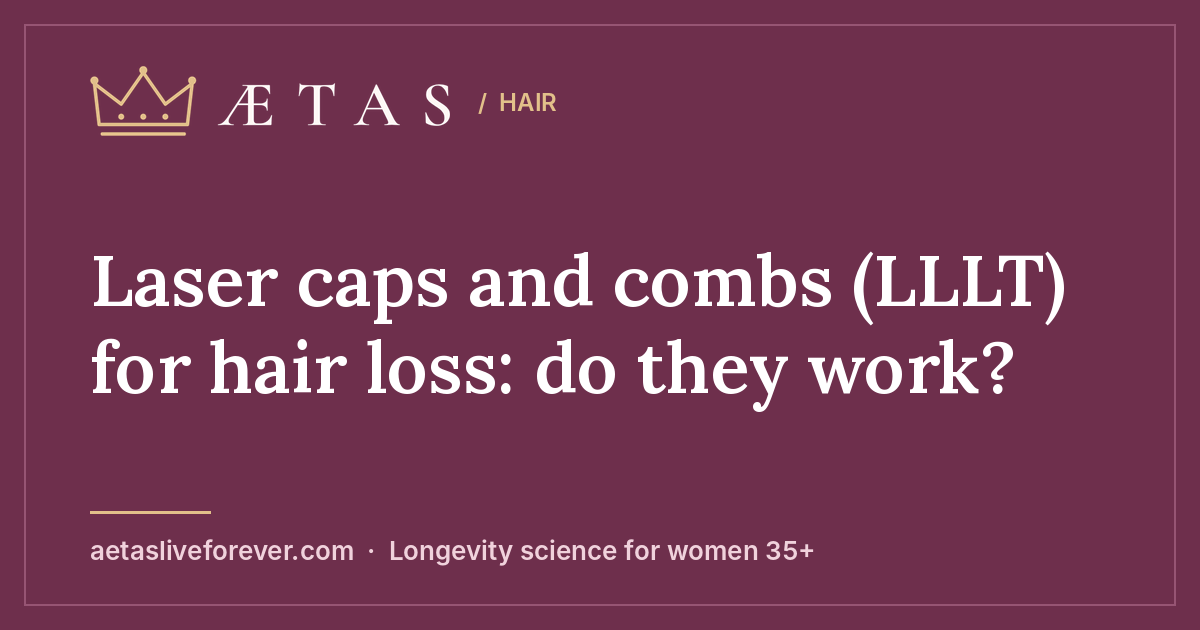 ÆTAS / HAIR
Laser caps and combs (LLLT)
for hair loss: do they work?
aetasliveforever.com · Longevity science for women 35+